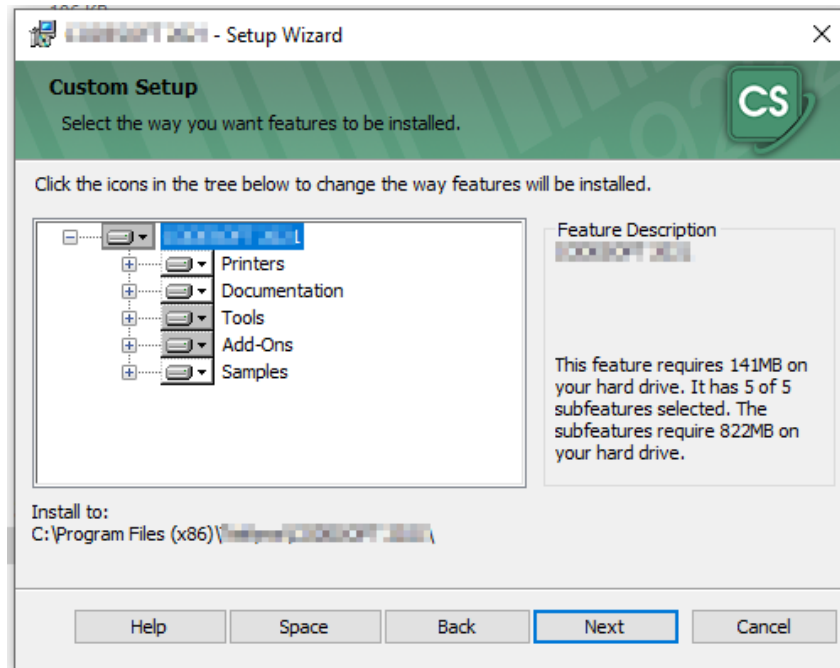 - Setup Wizard
Custom Setup
Select the way you want features to be installed.
CS
Click the icons in the tree below to change the way features will be installed.
Printers
Documentation
Tools
Add-Ons
Samples
Feature Description
This feature requires 141MB on
your hard drive. It has 5 of 5
subfeatures selected. The
subfeatures require 822MB on
your hard drive.
Install to:
C:\Program Files (x86)\
Help
Space
Back
Next
Cancel